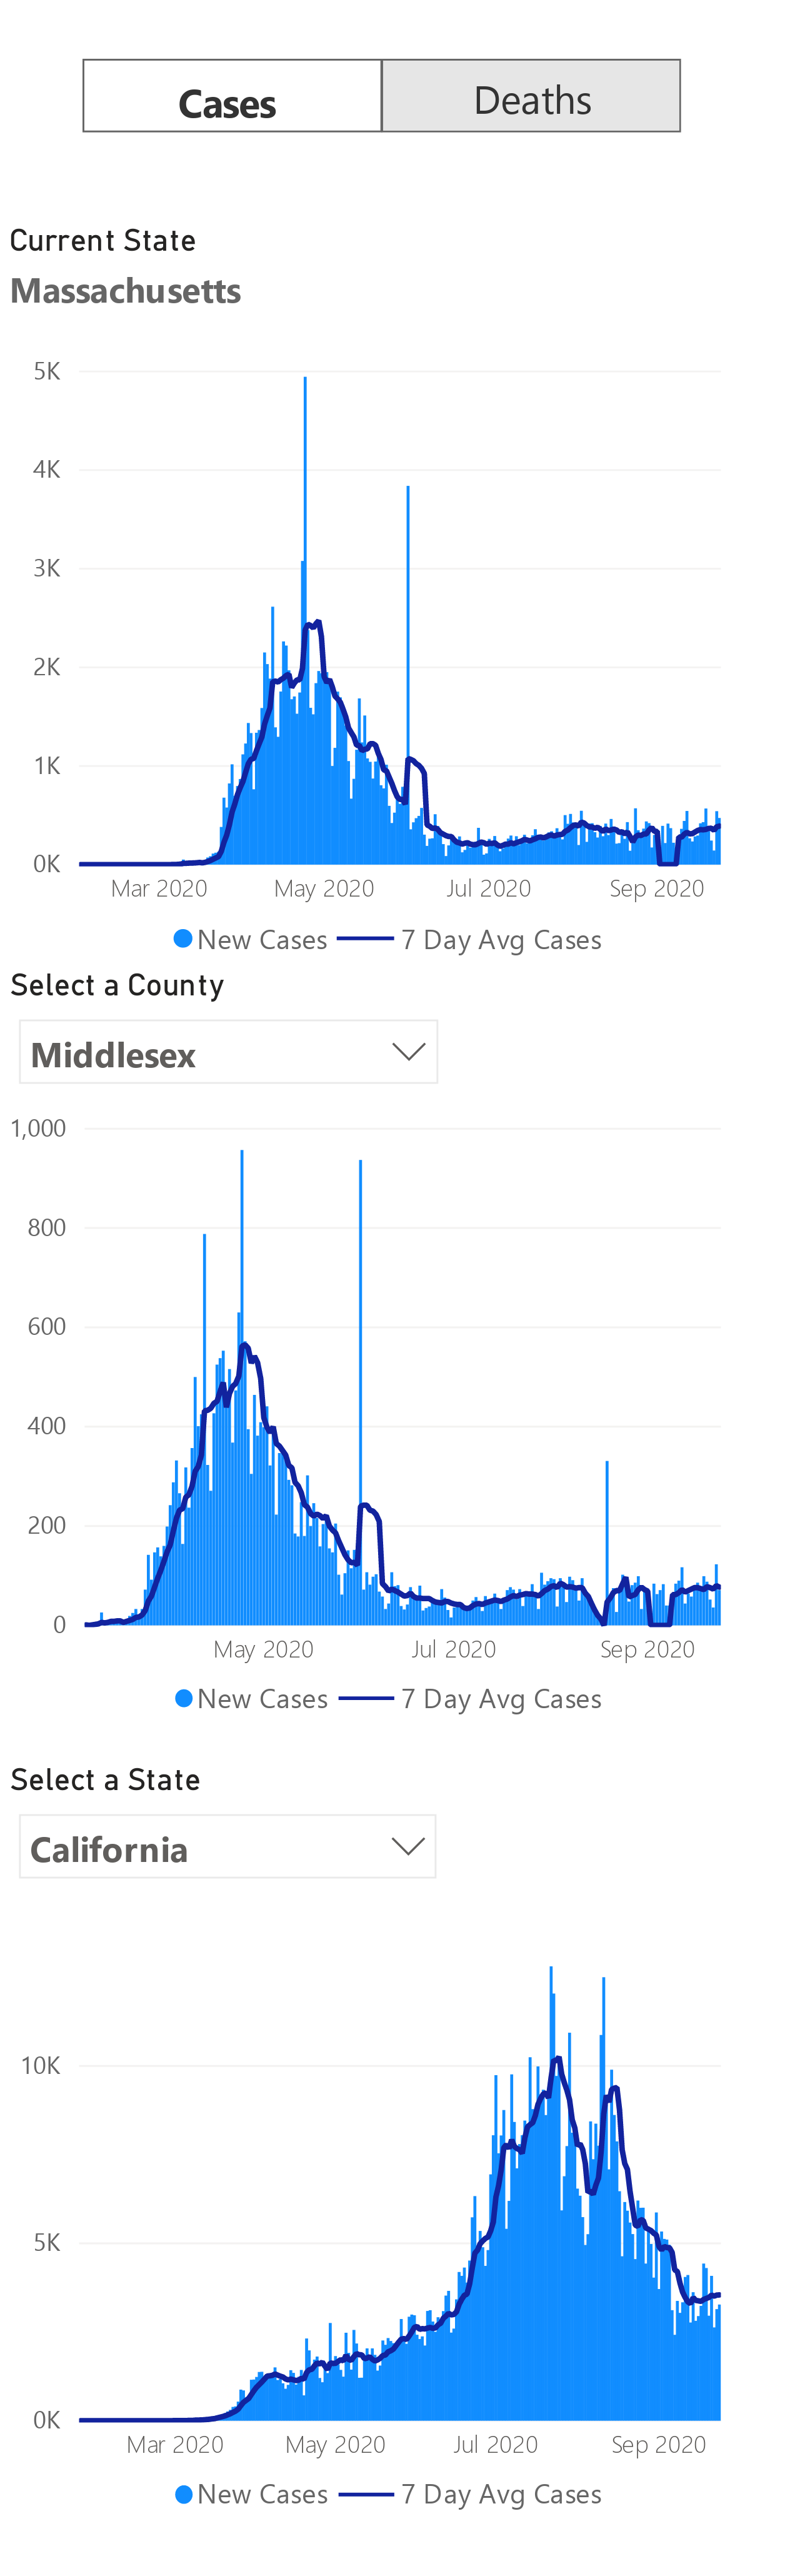 Cases Deaths
Current State
Massachusetts
5K
4K
3K
2K
1K
0K
Mar 2020 May 2020 Jul 2020 Sep 2020
New Cases 7 Day Avg Cases
Select a County
Middlesex
1,000
800
600
400
200
0
May 2020 Jul 2020 Sep 2020
New Cases 7 Day Avg Cases
Select a State
California
10K
5K
0K
Mar 2020 May 2020 Jul 2020 Sep 2020
New Cases 7 Day Avg Cases